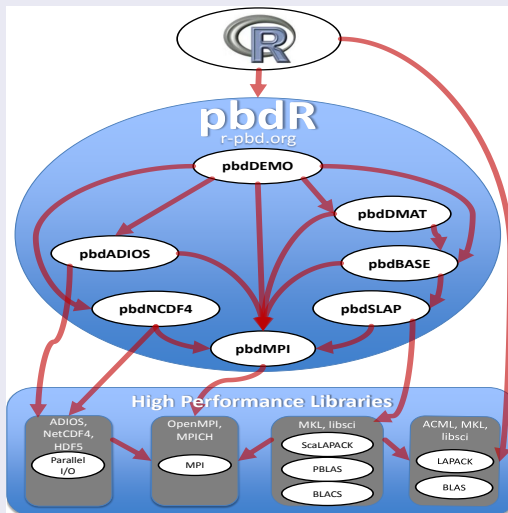 R
pbdR
r-pbd.org
pbdDEMO
pbdDMAT
pbdADIOS
pbdBASE
pbdNCDF4
pbdSLAP
pbdMPI
High Performance Libraries
ADIOS,
NetCDF4,
HDF5
Parallel
I/O
OpenMPI,
MPICH
MPI
MKL, libsci
ScaLAPACK
PBLAS
BLACS
ACML, MKL,
libsci
LAPACK
BLAS